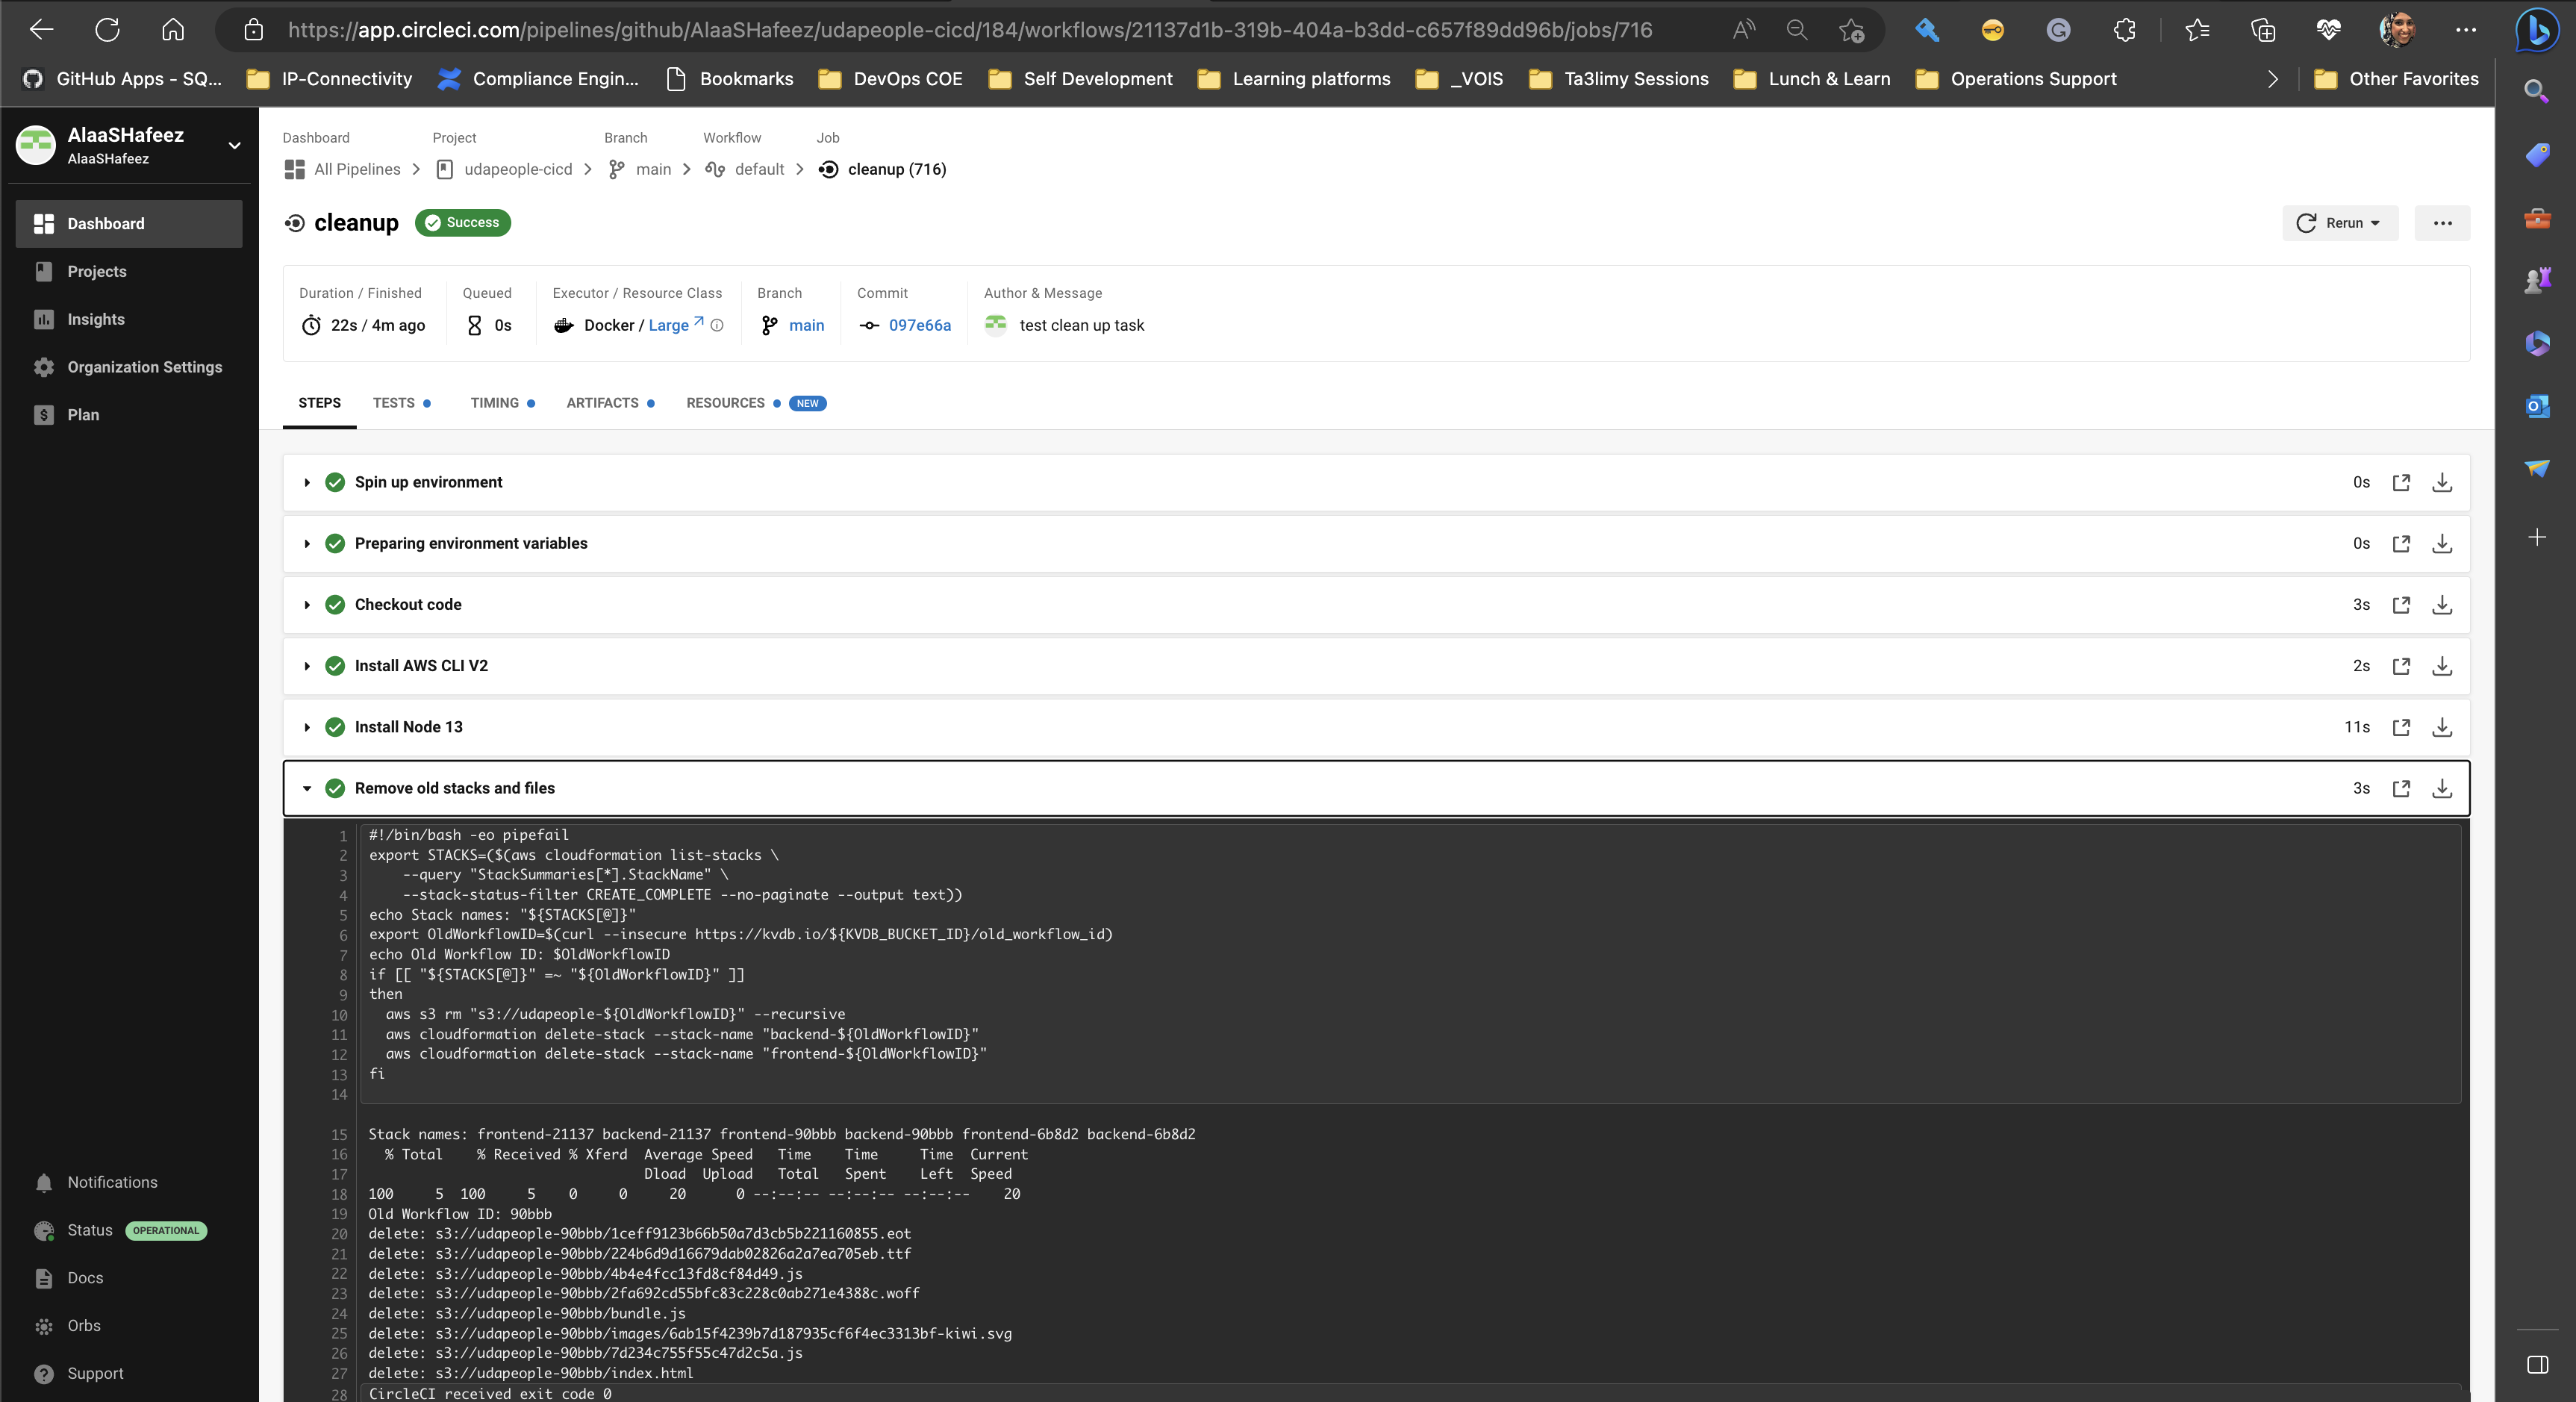 https://app.circleci.com/pipelines/github/AlaaSHafeez/udapeople-cicd/184/workflows/21137d1b-319b-404a-b3dd-c657f89dd96b/jobs/716
GitHub Apps - SQ... IP-Connectivity Compliance Engin... Bookmarks DevOps COE Self Development Learning platforms _VOIS Ta3limy Sessions Lunch & Learn Operations Support Other Favorites
AlaaSHafeez
AlaaSHafeez
Dashboard
Projects
Insights
Organization Settings
Plan
Notifications
Status OPERATIONAL
Docs
Orbs
Support
Dashboard Project Branch Workflow Job
All Pipelines udapeople-cicd main default cleanup (716)
cleanup Success Rerun
Duration / Finished Queued Executor / Resource Class Branch Commit Author & Message
22s / 4m ago 0s Docker / Large main 097e66a test clean up task
STEPS TESTS TIMING ARTIFACTS RESOURCES NEW
Spin up environment 0s
Preparing environment variables 0s
Checkout code 3s
Install AWS CLI V2 2s
Install Node 13 11s
Remove old stacks and files 3s
1 #!/bin/bash -eo pipefail
2 export STACKS=($(aws cloudformation list-stacks \
3 --query "StackSummaries[*].StackName" \
4 --stack-status-filter CREATE_COMPLETE --no-paginate --output text))
5 echo Stack names: "${STACKS[@]}"
6 export OldWorkflowID=$(curl --insecure https://kvdb.io/${KVDB_BUCKET_ID}/old_workflow_id)
7 echo Old Workflow ID: $OldWorkflowID
8 if [[ "${STACKS[@]}" =~ "${OldWorkflowID}" ]]
9 then
10 aws s3 rm "s3://udapeople-${OldWorkflowID}" --recursive
11 aws cloudformation delete-stack --stack-name "backend-${OldWorkflowID}"
12 aws cloudformation delete-stack --stack-name "frontend-${OldWorkflowID}"
13 fi
14
15 Stack names: frontend-21137 backend-21137 frontend-90bbb backend-90bbb frontend-6b8d2 backend-6b8d2
16 % Total % Received % Xferd Average Speed Time Time Time Current
17 Dload Upload Total Spent Left Speed
18 100 5 100 5 0 0 20 0 --:--:-- --:--:-- --:--:-- 20
19 Old Workflow ID: 90bbb
20 delete: s3://udapeople-90bbb/1ceff9123b66b50a7d3cb5b221160855.eot
21 delete: s3://udapeople-90bbb/224b6d9d16679dab02826a2a7ea705eb.ttf
22 delete: s3://udapeople-90bbb/4b4e4fcc13fd8cf84d49.js
23 delete: s3://udapeople-90bbb/2fa692cd55bfc83c228c0ab271e4388c.woff
24 delete: s3://udapeople-90bbb/bundle.js
25 delete: s3://udapeople-90bbb/images/6ab15f4239b7d187935cf6f4ec3313bf-kiwi.svg
26 delete: s3://udapeople-90bbb/7d234c755f55c47d2c5a.js
27 delete: s3://udapeople-90bbb/index.html
28 CircleCI received exit code 0